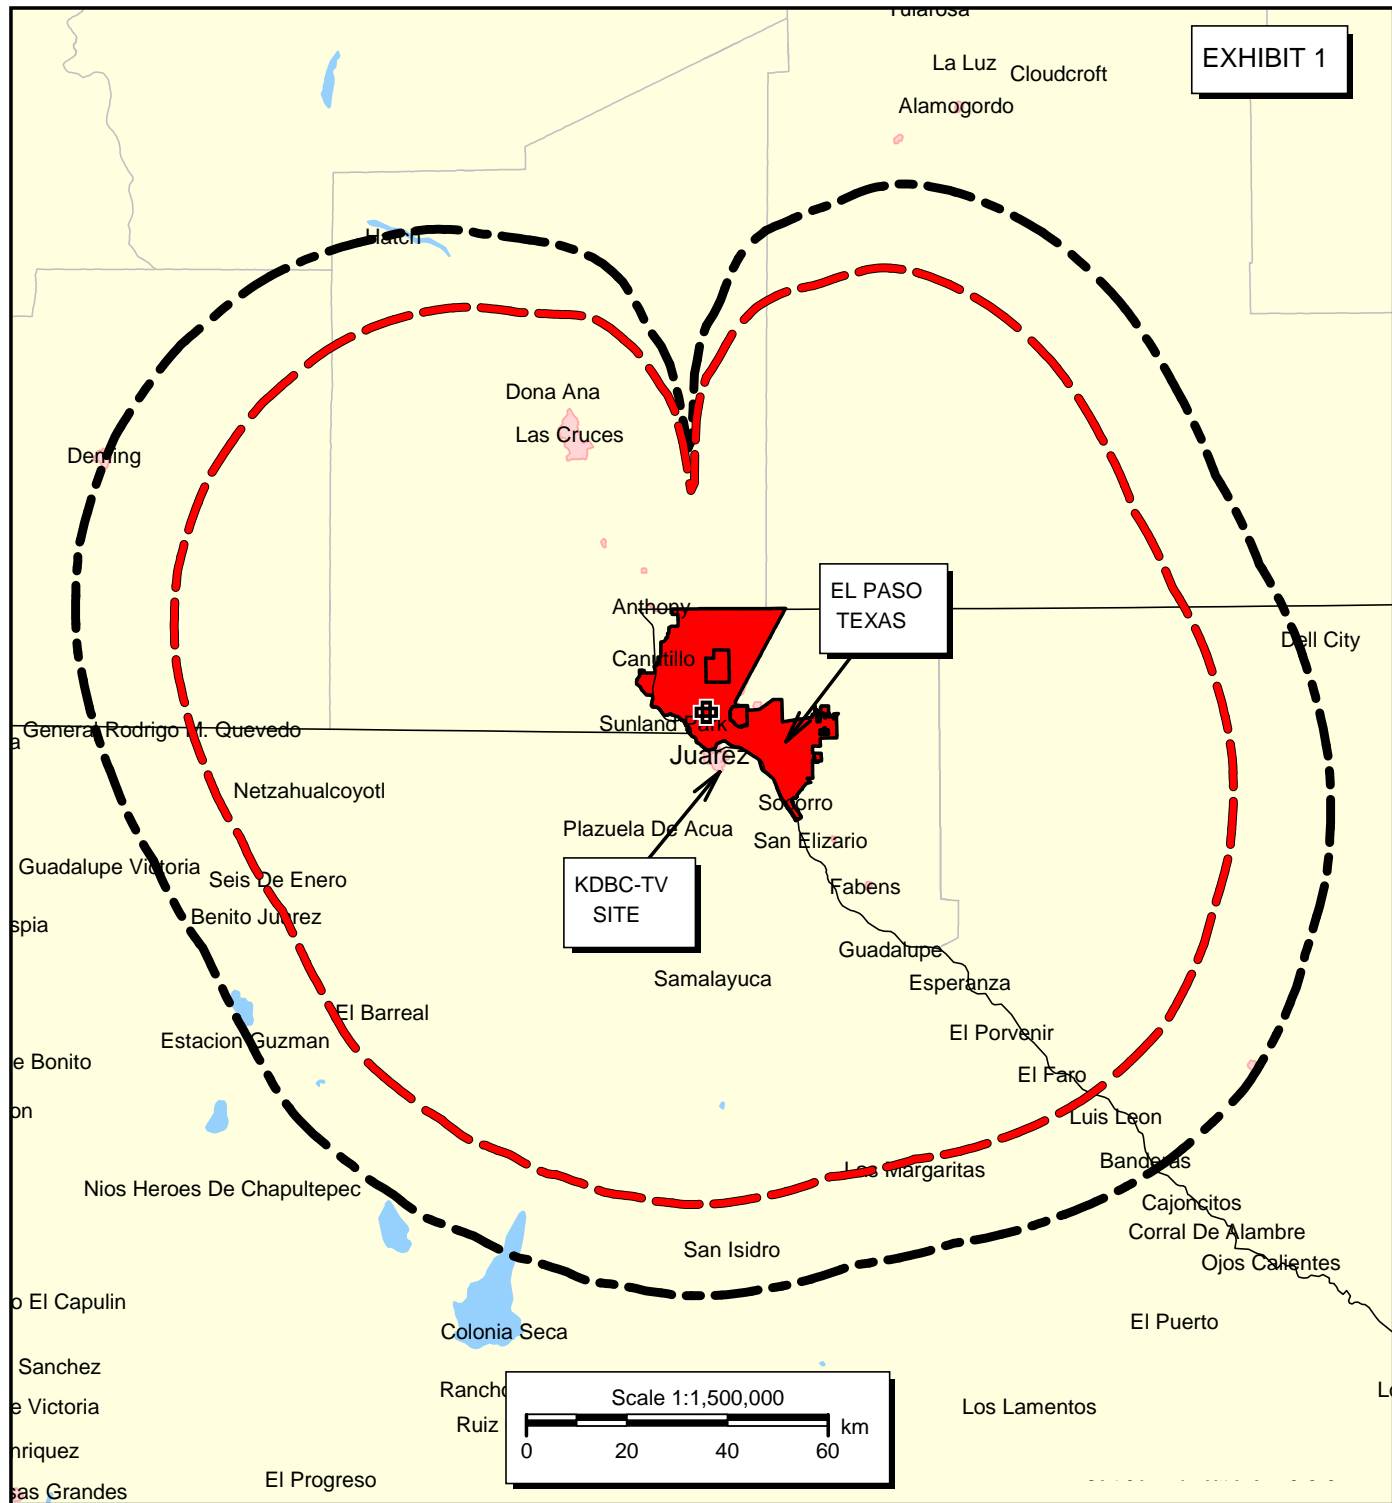 Tularosa
EXHIBIT 1
La Luz
Cloudcroft
Alamogordo
Hatch
Dona Ana
Las Cruces
Deming
EL PASO
TEXAS
Anthony
Dell City
Canutillo
Sunland Park
General Rodrigo M. Quevedo
a
Juarez
Netzahualcoyotl
Socorro
Plazuela De Acua
San Elizario
Guadalupe Victoria
Seis De Enero
KDBC-TV
SITE
Fabens
Benito Juarez
spia
Guadalupe
Samalayuca
Esperanza
El Barreal
El Porvenir
Estacion Guzman
e Bonito
El Faro
on
Luis Leon
Banderas
Las Margaritas
Nios Heroes De Chapultepec
Cajoncitos
Corral De Alambre
San Isidro
Ojos Calientes
o El Capulin
El Puerto
Colonia Seca
Sanchez
Rancho
Scale 1:1,500,000
e Victoria
Los Lamentos
Ruiz
km
0 20 40 60
nriquez
El Progreso
sas Grandes